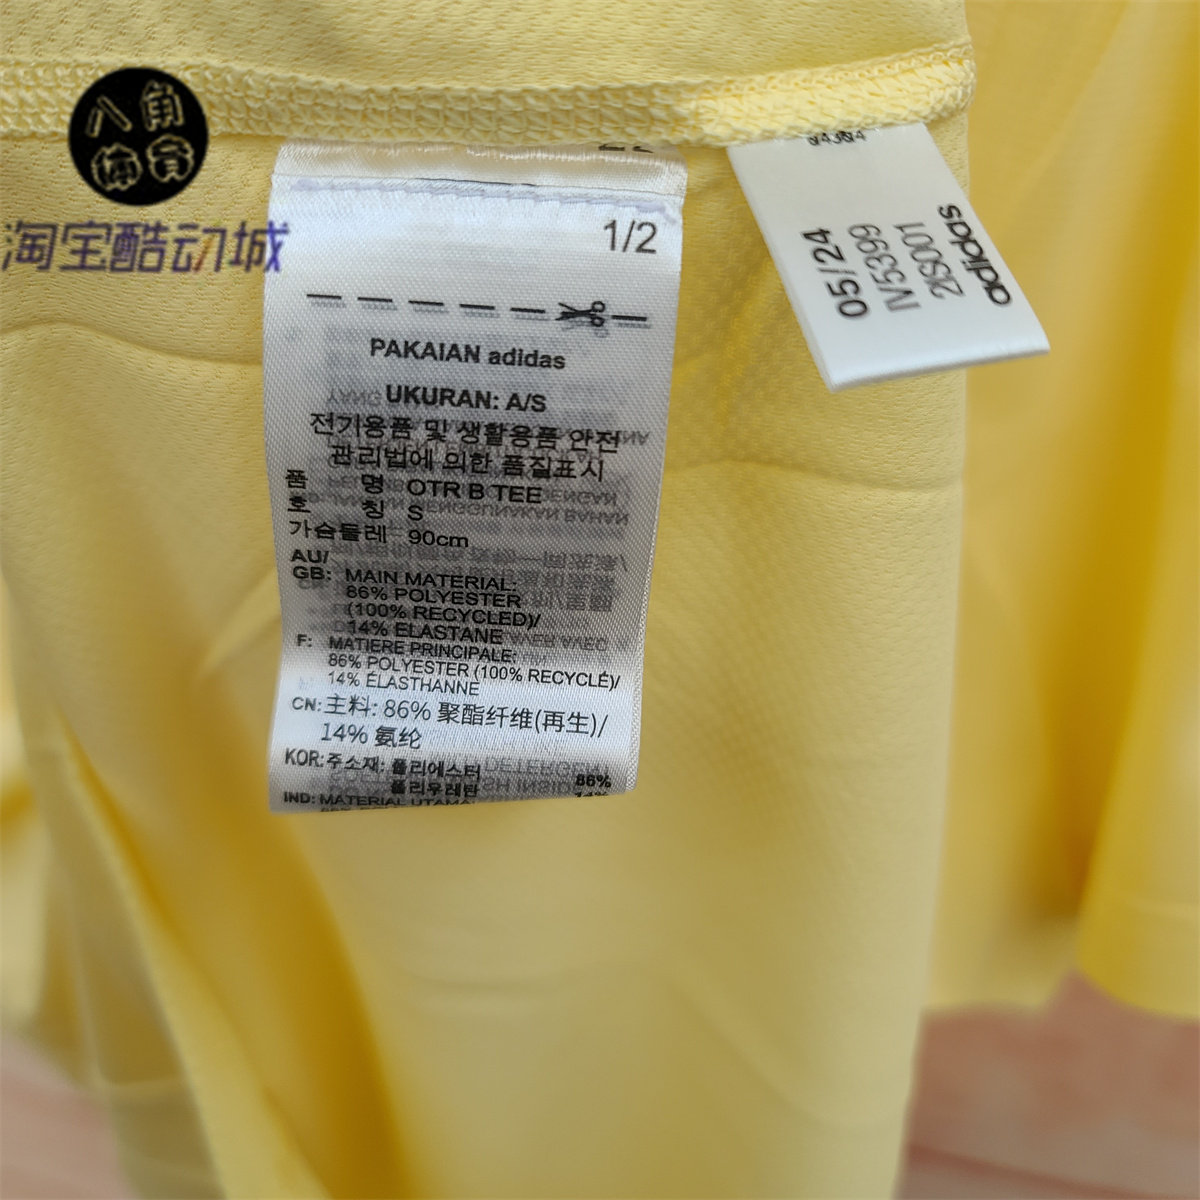 八角
体育
淘宝酷动城
1/2
PAKAIAN adidas
UKURAN: A/S
전기용품 및 생활용품 안전
관리법에 의한 품질표시
품 명 OTR B TEE
호 칭 S
가슴둘레 90cm
AU/
GB: MAIN MATERIAL:
86% POLYESTER
(100% RECYCLED)/
14% ELASTANE
F: MATIERE PRINCIPALE:
86% POLYESTER (100% RECYCLÉ)/
14% ÉLASTHANNE
CN: 主料: 86% 聚酯纤维(再生)/
14% 氨纶
KOR: 주소재: 폴리에스터 86%
폴리우레탄 14%
IND: MATERIAL UTAMA
adidas
2IS001
IV5399
05/24